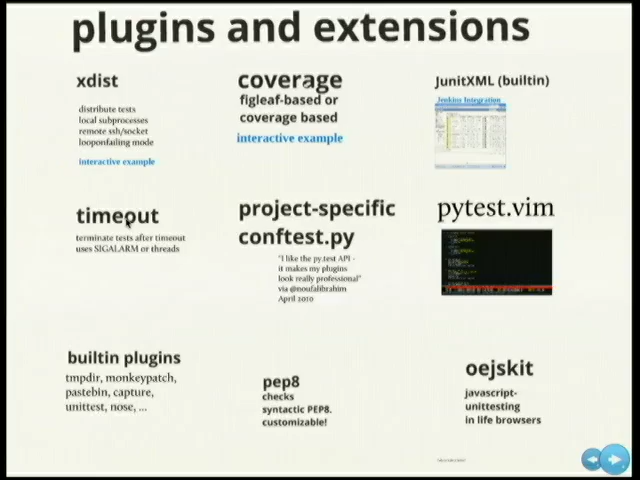 plugins and extensions
xdist
distribute tests
local subprocesses
remote ssh/socket
looponfailing mode
interactive example
coverage
figleaf-based or
coverage based
interactive example
JunitXML (builtin)
Jenkins Integration
timeout
terminate tests after timeout
uses SIGALARM or threads
project-specific
conftest.py
"I like the py.test API -
it makes my plugins
look really professional"
via @noufalibrahim
April 2010
pytest.vim
builtin plugins
tmpdir, monkeypatch,
pastebin, capture,
unittest, nose, ...
pep8
checks
syntactic PEP8.
customizable!
oejskit
javascript-
unittesting
in life browsers